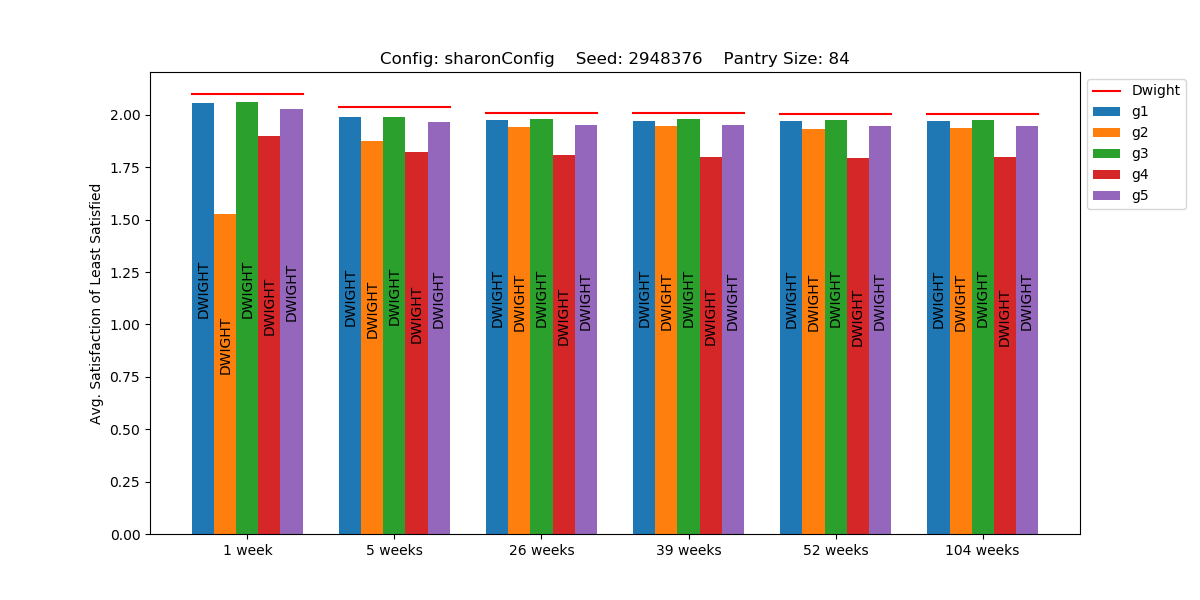 Config: sharonConfig    Seed: 2948376    Pantry Size: 84
Avg. Satisfaction of Least Satisfied
2.00
1.75
1.50
1.25
1.00
0.75
0.50
0.25
0.00
DWIGHT DWIGHT DWIGHT DWIGHT DWIGHT
DWIGHT DWIGHT DWIGHT DWIGHT DWIGHT
DWIGHT DWIGHT DWIGHT DWIGHT DWIGHT
DWIGHT DWIGHT DWIGHT DWIGHT DWIGHT
DWIGHT DWIGHT DWIGHT DWIGHT DWIGHT
DWIGHT DWIGHT DWIGHT DWIGHT DWIGHT
1 week 5 weeks 26 weeks 39 weeks 52 weeks 104 weeks
Dwight
g1
g2
g3
g4
g5